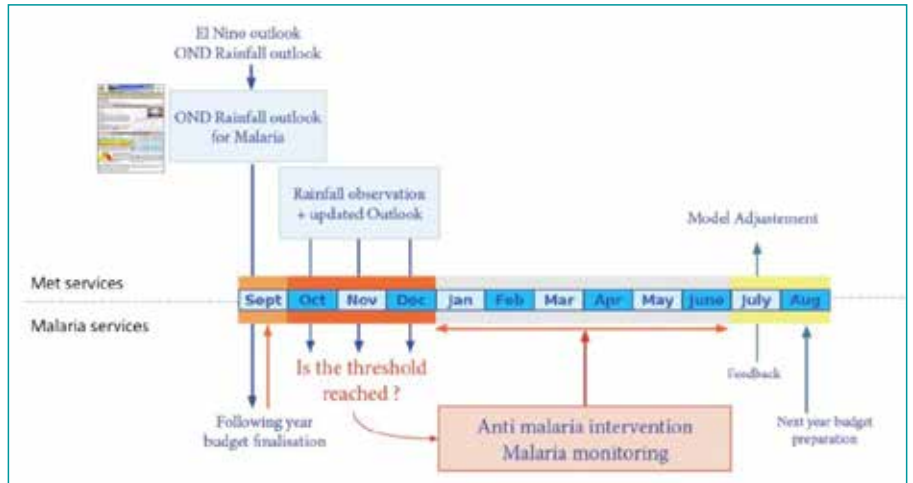 El Nino outlook
OND Rainfall outlook
OND Rainfall outlook
for Malaria
Rainfall observation
+ updated Outlook
Model Adjustement
Met services
Sept Oct Nov Dec Jan Feb Mar Apr May June July Aug
Malaria services
Is the threshold
reached ?
Feedback
Following year
budget finalisation
Anti malaria intervention
Malaria monitoring
Next year budget
preparation